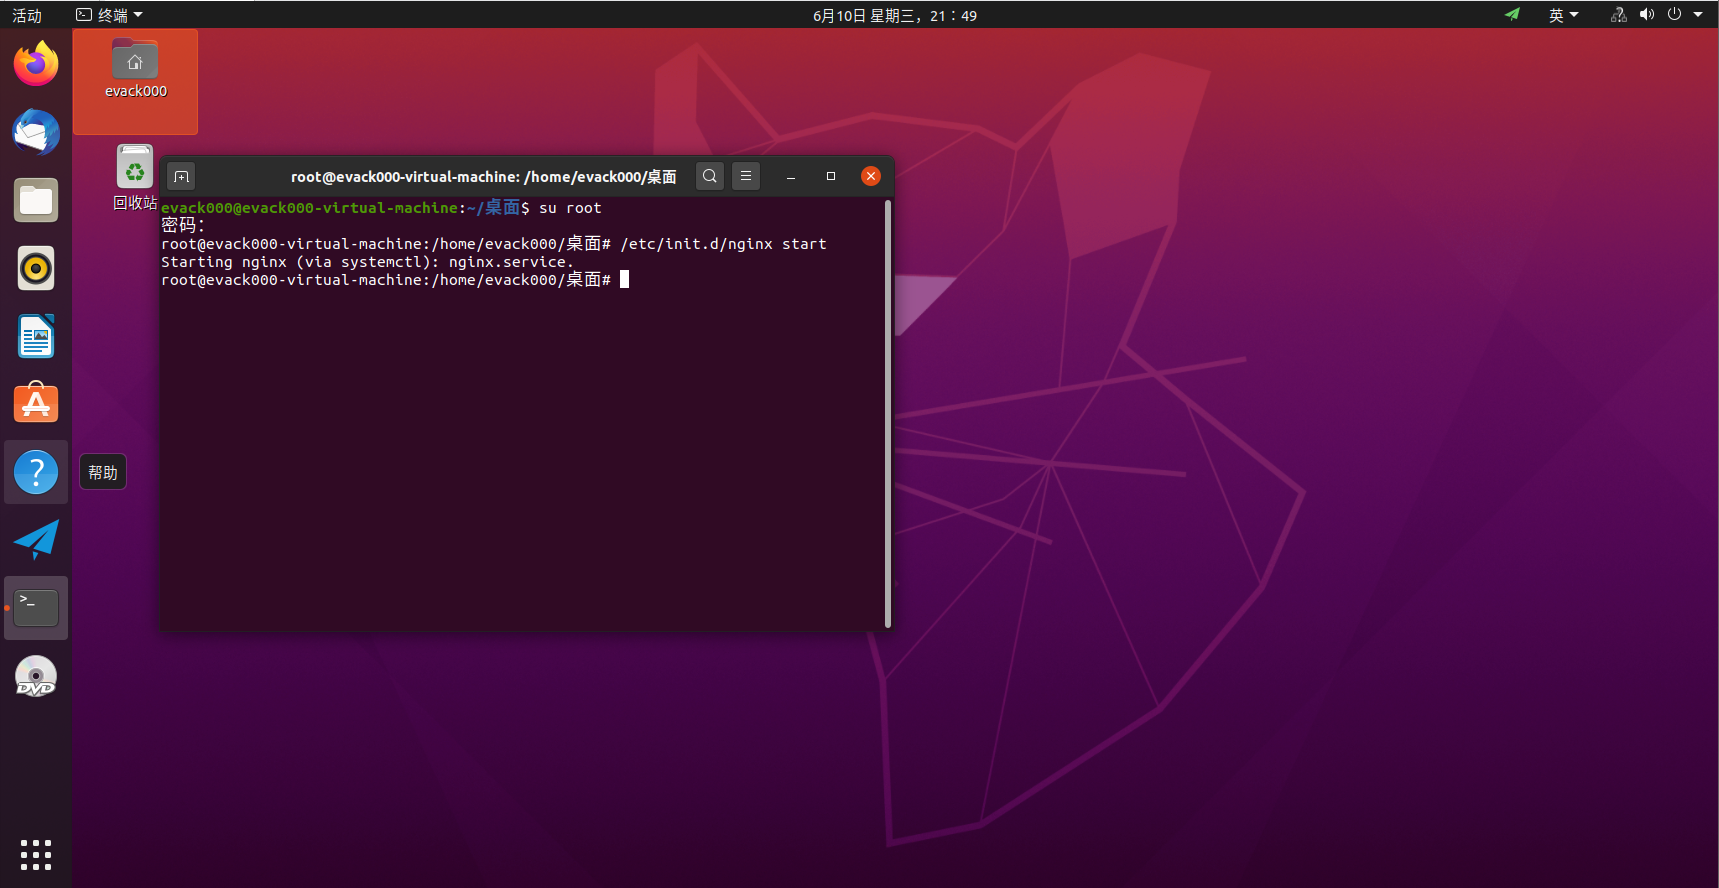 活动
终端
6月10日 星期三，21：49
英
evack000
回收站
root@evack000-virtual-machine: /home/evack000/桌面
evack000@evack000-virtual-machine:~/桌面$ su root
密码：
root@evack000-virtual-machine:/home/evack000/桌面# /etc/init.d/nginx start
Starting nginx (via systemctl): nginx.service.
root@evack000-virtual-machine:/home/evack000/桌面#
帮助
>_
DVD